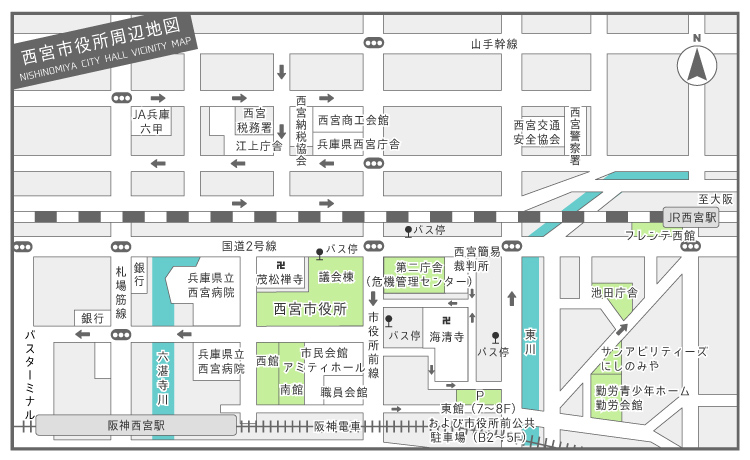 西宮市役所周辺地図
NISHINOMIYA CITY HALL VICINITY MAP
山手幹線
N
JA兵庫
六甲
西宮
税務署
江上庁舎
西宮納税協会
西宮商工会館
兵庫県西宮庁舎
西宮交通
安全協会
西宮警察署
至大阪
JR西宮駅
フレンテ西館
バス停
国道2号線
バス停
西宮簡易
裁判所
札場筋線
銀行
兵庫県立
西宮病院
茂松禅寺
議会棟
第二庁舎
(危機管理センター)
西宮市役所
池田庁舎
銀行
市役所前線
バス停
海清寺
バス停
東川
バスターミナル
六湛寺川
兵庫県立
西宮病院
西館
市民会館
アミティホール
南館
職員会館
サンアビリティーズ
にしのみや
勤労青少年ホーム
勤労会館
P
東館(7〜8F)
および市役所前公共
駐車場(B2〜5F)
阪神西宮駅
阪神電車